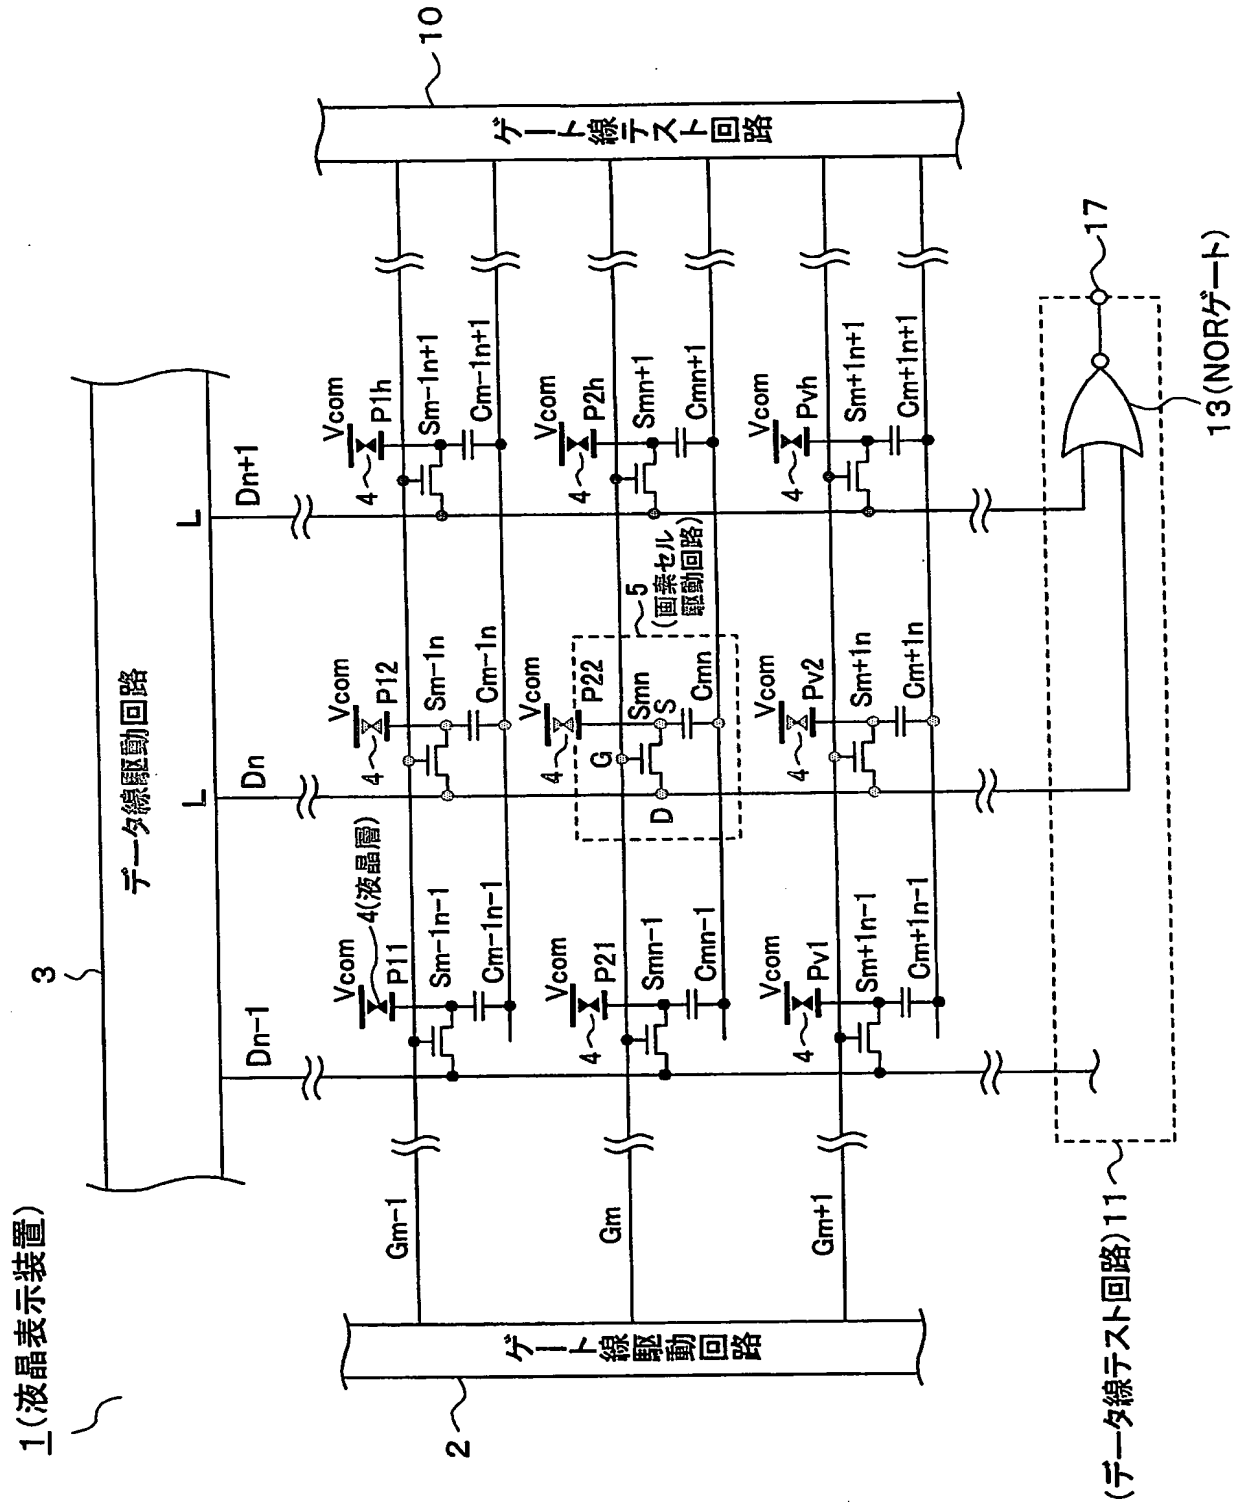 1(液晶表示装置)
3
データ線駆動回路
L
L
Dn-1
Dn
Dn+1
10
ゲート線テスト回路
2
ゲート線駆動回路
Gm-1
Gm
Gm+1
Vcom
4(液晶層)
P11
Sm-1n-1
Cm-1n-1
Vcom
4
P12
Sm-1n
Cm-1n
Vcom
4
P1h
Sm-1n+1
Cm-1n+1
Vcom
4
P21
Smn-1
Cmn-1
Vcom
4
P22
G
Smn
S
D
Cmn
5
(画素セル
駆動回路)
Vcom
4
P2h
Smn+1
Cmn+1
Vcom
4
Pv1
Sm+1n-1
Cm+1n-1
Vcom
4
Pv2
Sm+1n
Cm+1n
Vcom
4
Pvh
Sm+1n+1
Cm+1n+1
17
13(NORゲート)
(データ線テスト回路)11